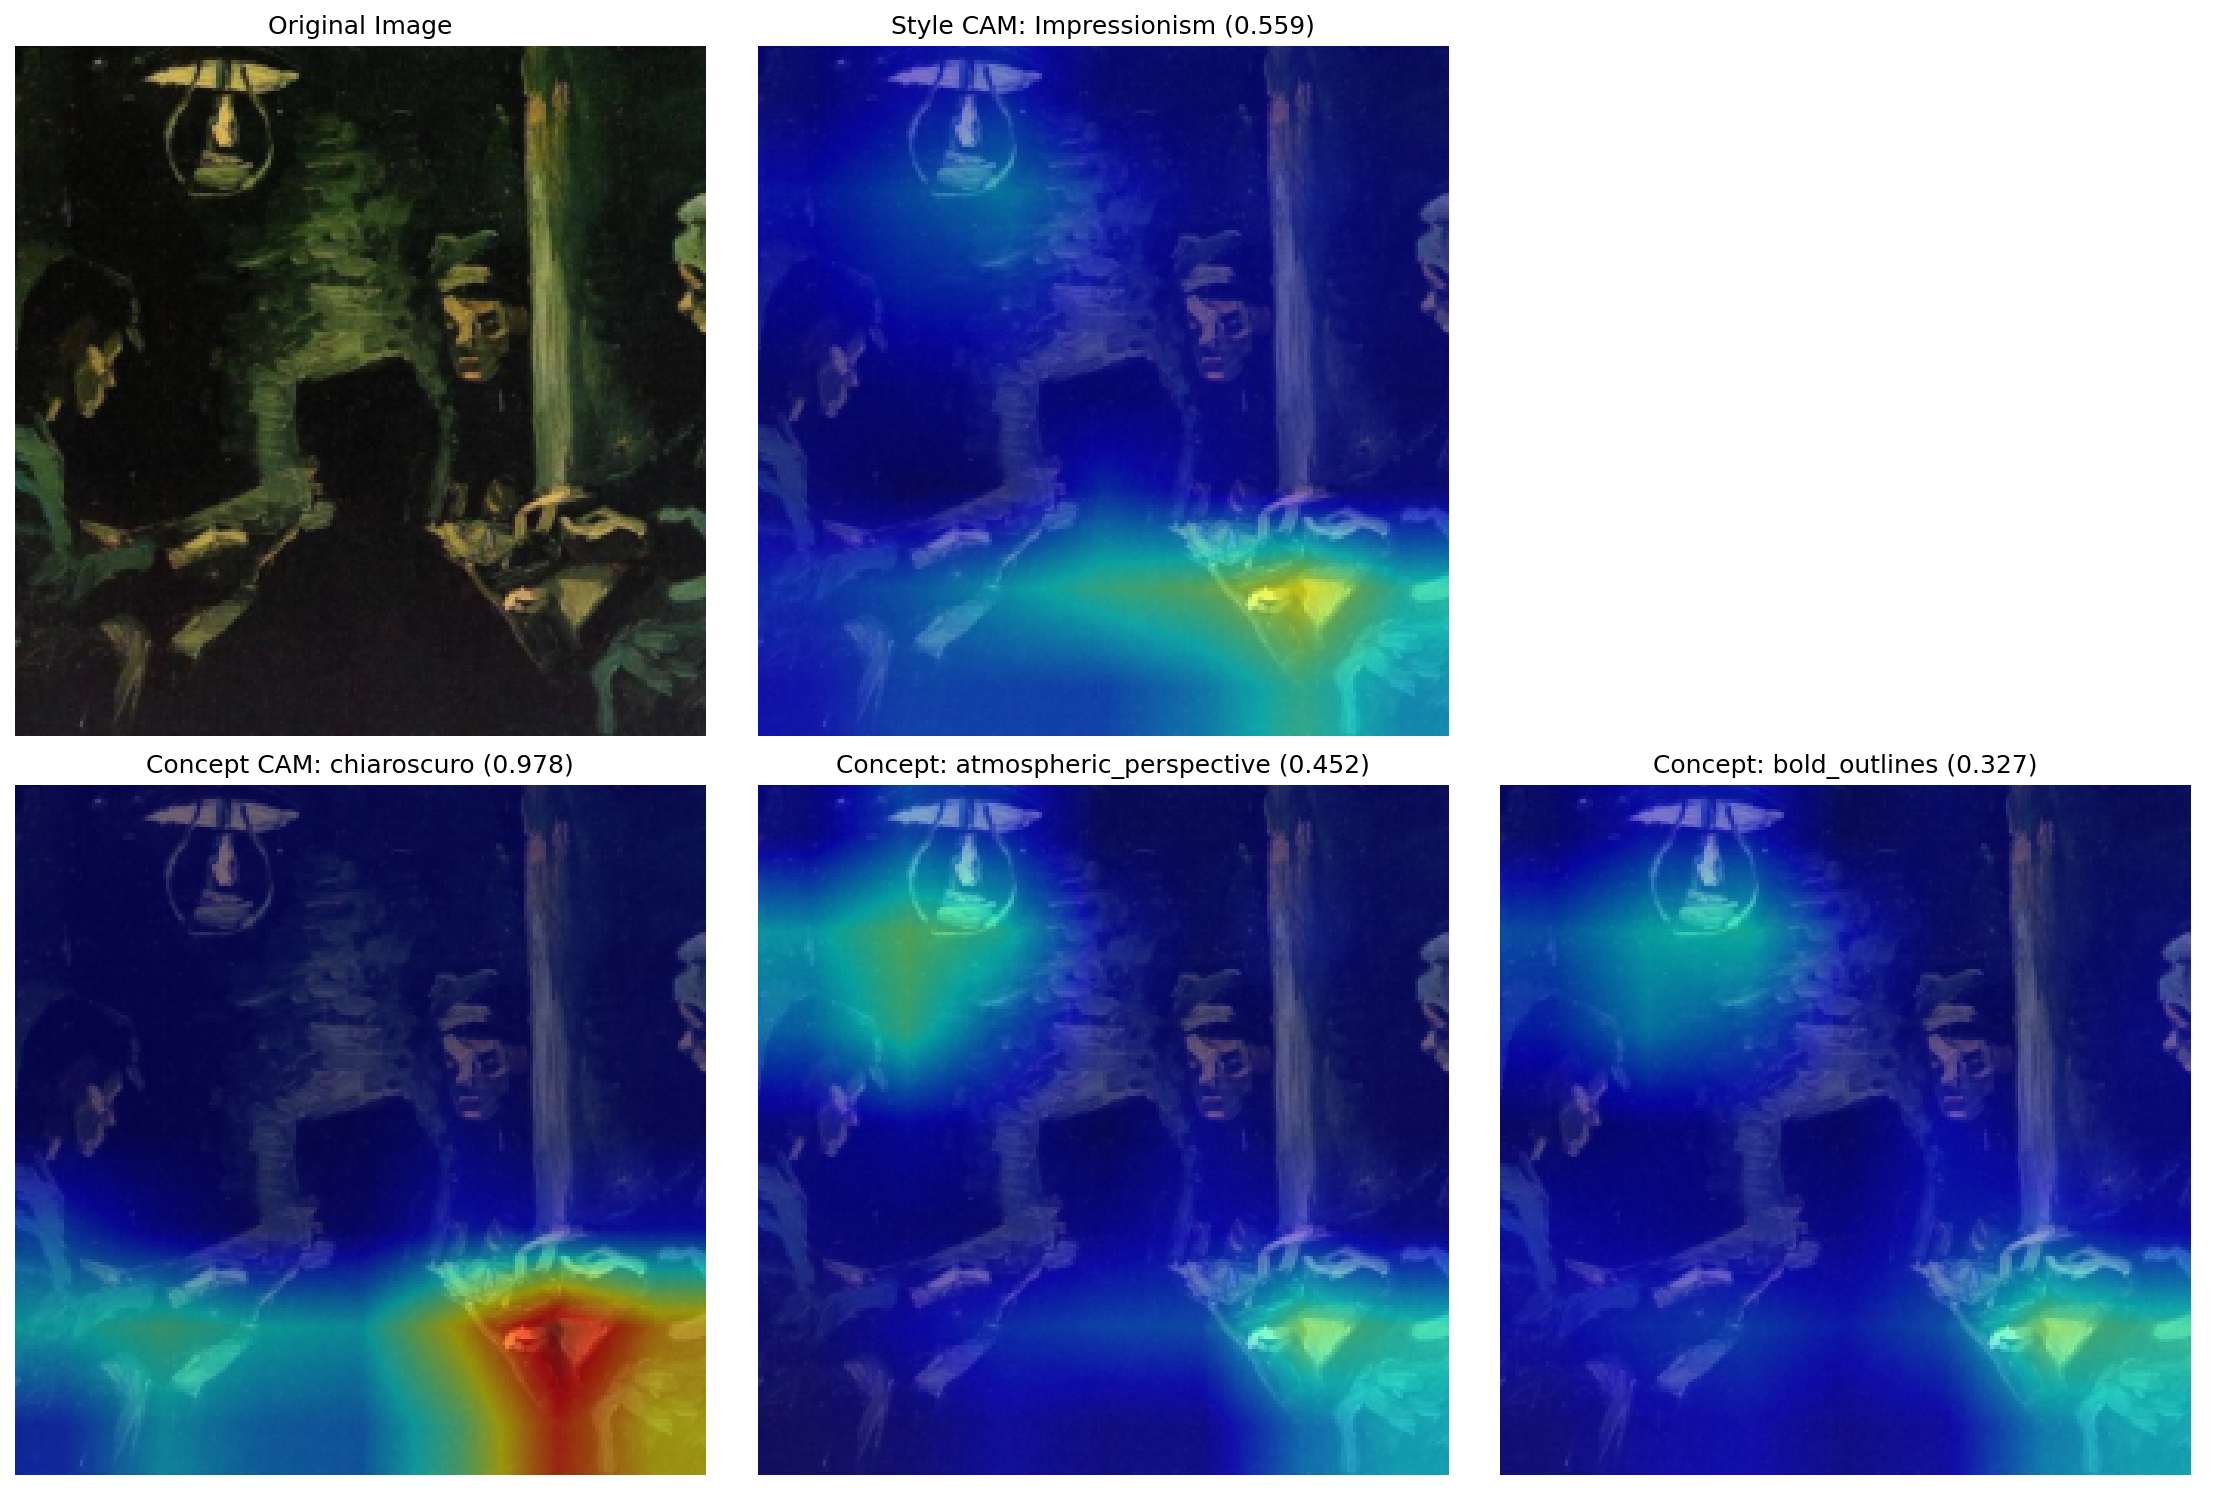 Original Image
Style CAM: Impressionism (0.559)
Concept CAM: chiaroscuro (0.978)
Concept: atmospheric_perspective (0.452)
Concept: bold_outlines (0.327)